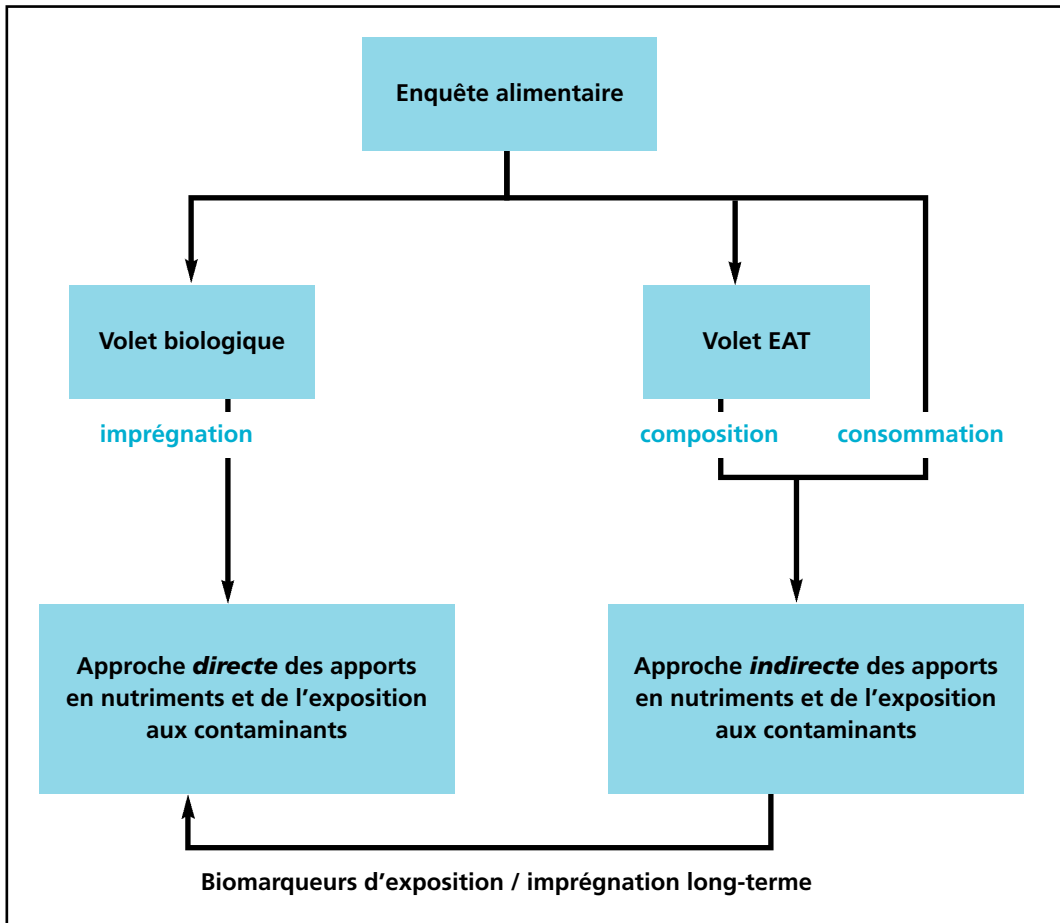 Enquête alimentaire
Volet biologique
Volet EAT
imprégnation
composition
consommation
Approche directe des apports
en nutriments et de l'exposition
aux contaminants
Approche indirecte des apports
en nutriments et de l'exposition
aux contaminants
Biomarqueurs d'exposition / imprégnation long-terme